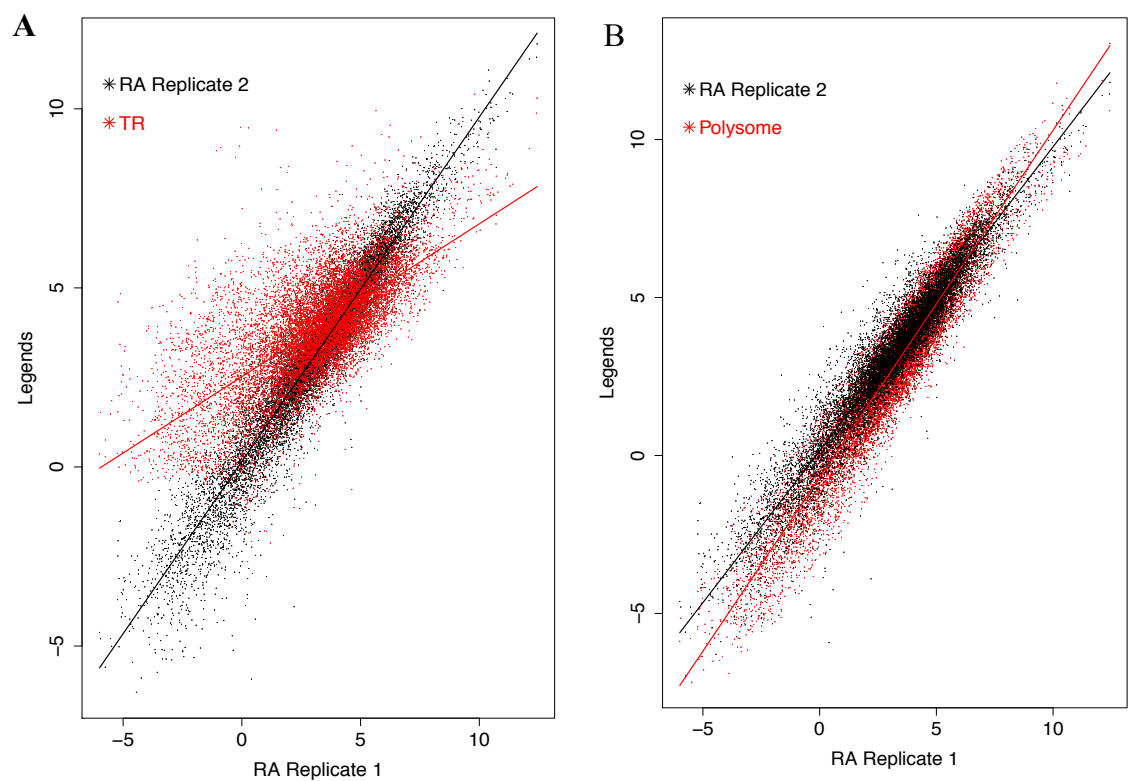 A
✳RA Replicate 2
✳TR
10
5
0
−5
Legends
−5 0 5 10
RA Replicate 1
B
✳RA Replicate 2
✳Polysome
10
5
0
−5
Legends
−5 0 5 10
RA Replicate 1